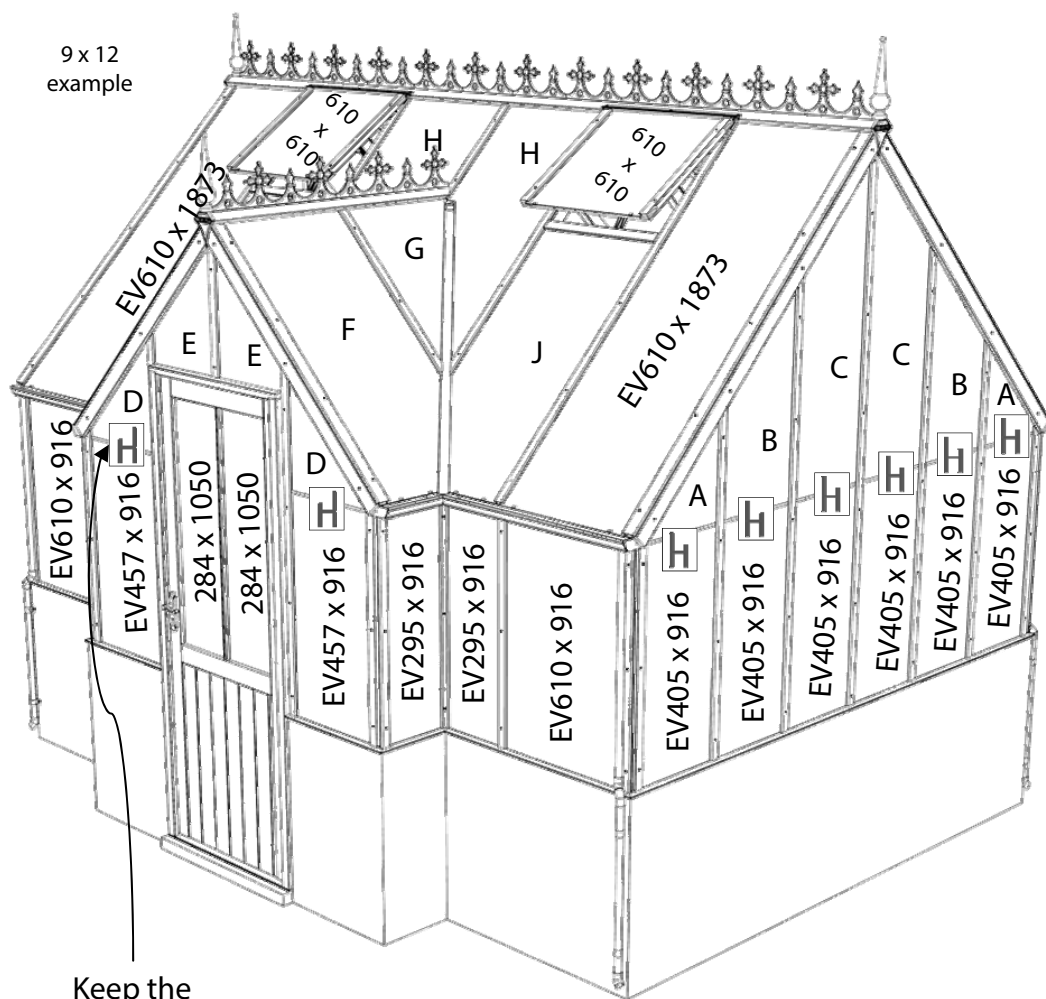 9 x 12
example
610
x
610
H
H
610
x
610
EV610 x 1873
G
F
J
EV610 x 1873
E
E
D
D
C
C
B
B
A
A
EV610 x 916
EV457 x 916
284 x 1050
284 x 1050
EV457 x 916
EV295 x 916
EV295 x 916
EV610 x 916
EV405 x 916
EV405 x 916
EV405 x 916
EV405 x 916
EV405 x 916
EV405 x 916
Keep the